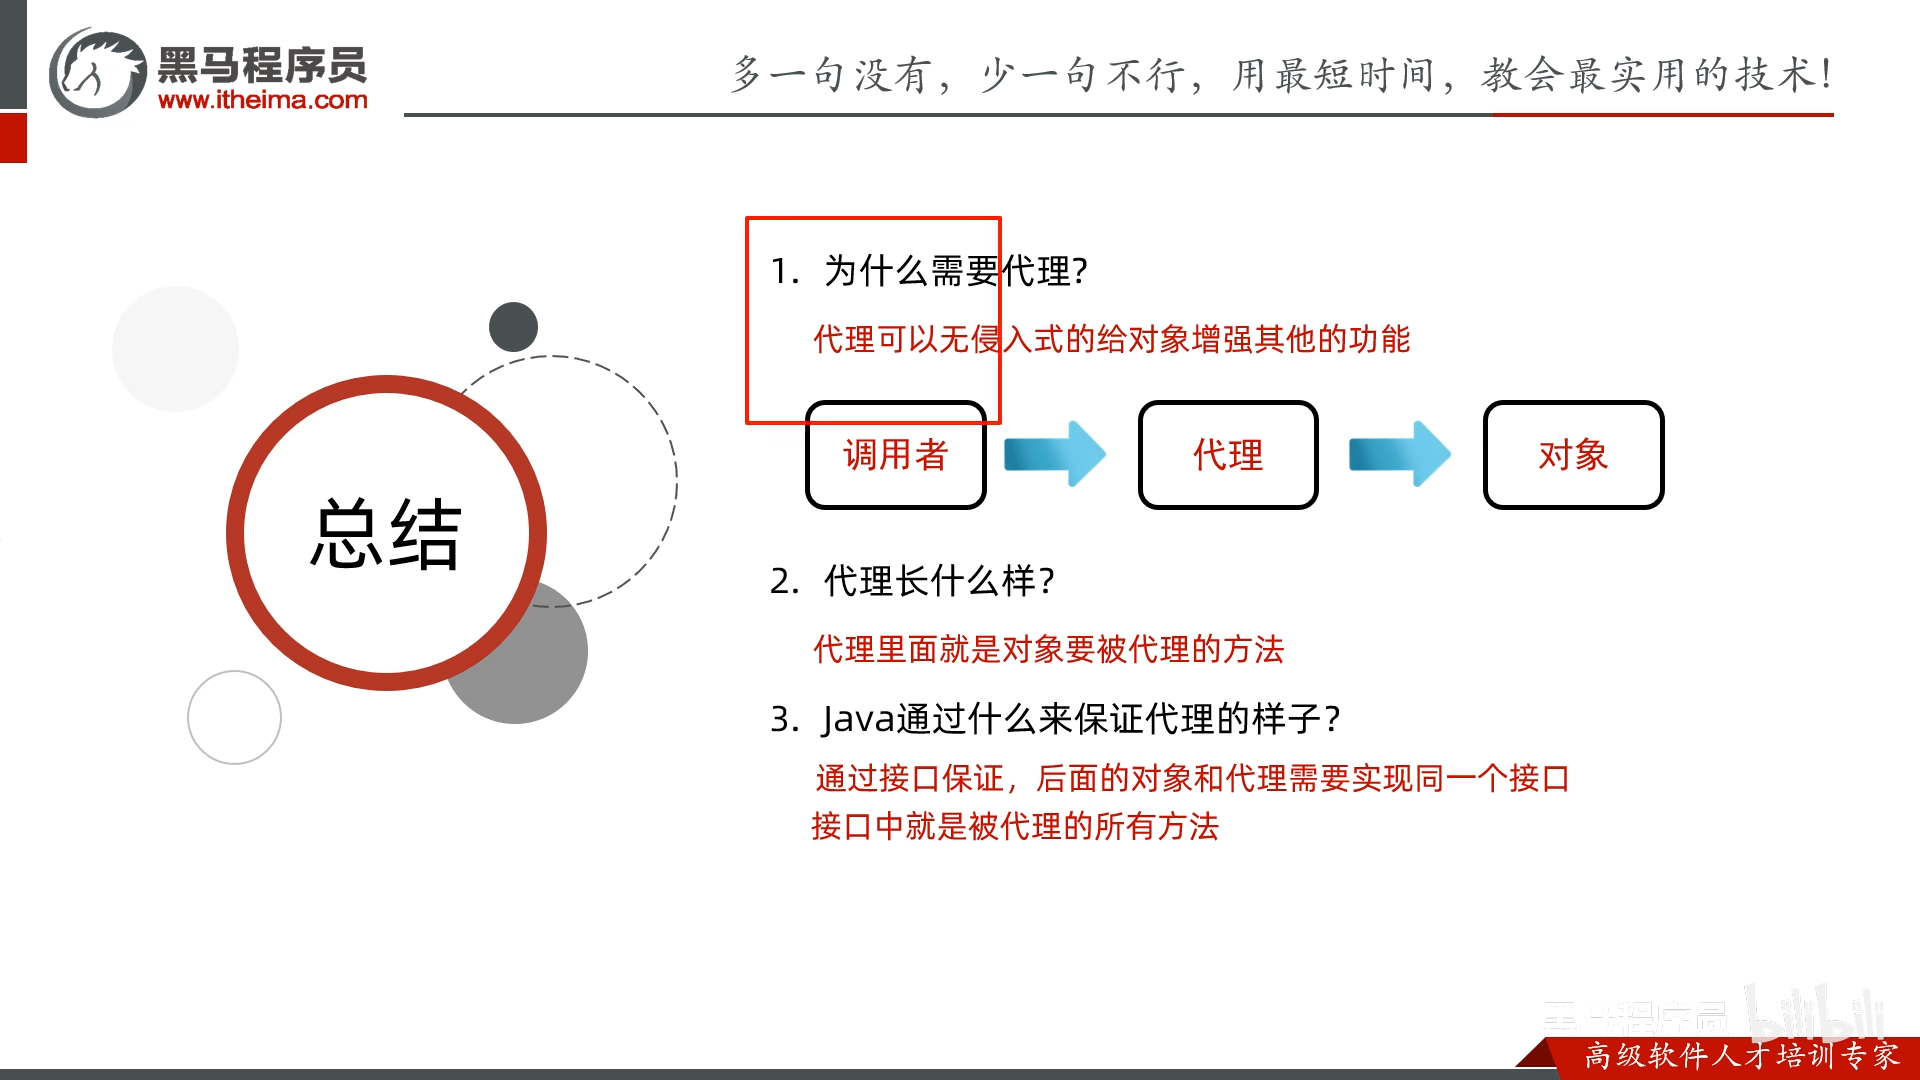 黑马程序员
www.itheima.com
多一句没有，少一句不行，用最短时间，教会最实用的技术！
总结
1. 为什么需要代理？
代理可以无侵入式的给对象增强其他的功能
调用者
代理
对象
2. 代理长什么样？
代理里面就是对象要被代理的方法
3. Java通过什么来保证代理的样子？
通过接口保证，后面的对象和代理需要实现同一个接口
接口中就是被代理的所有方法
黑马程序员 bilibili
高级软件人才培训专家